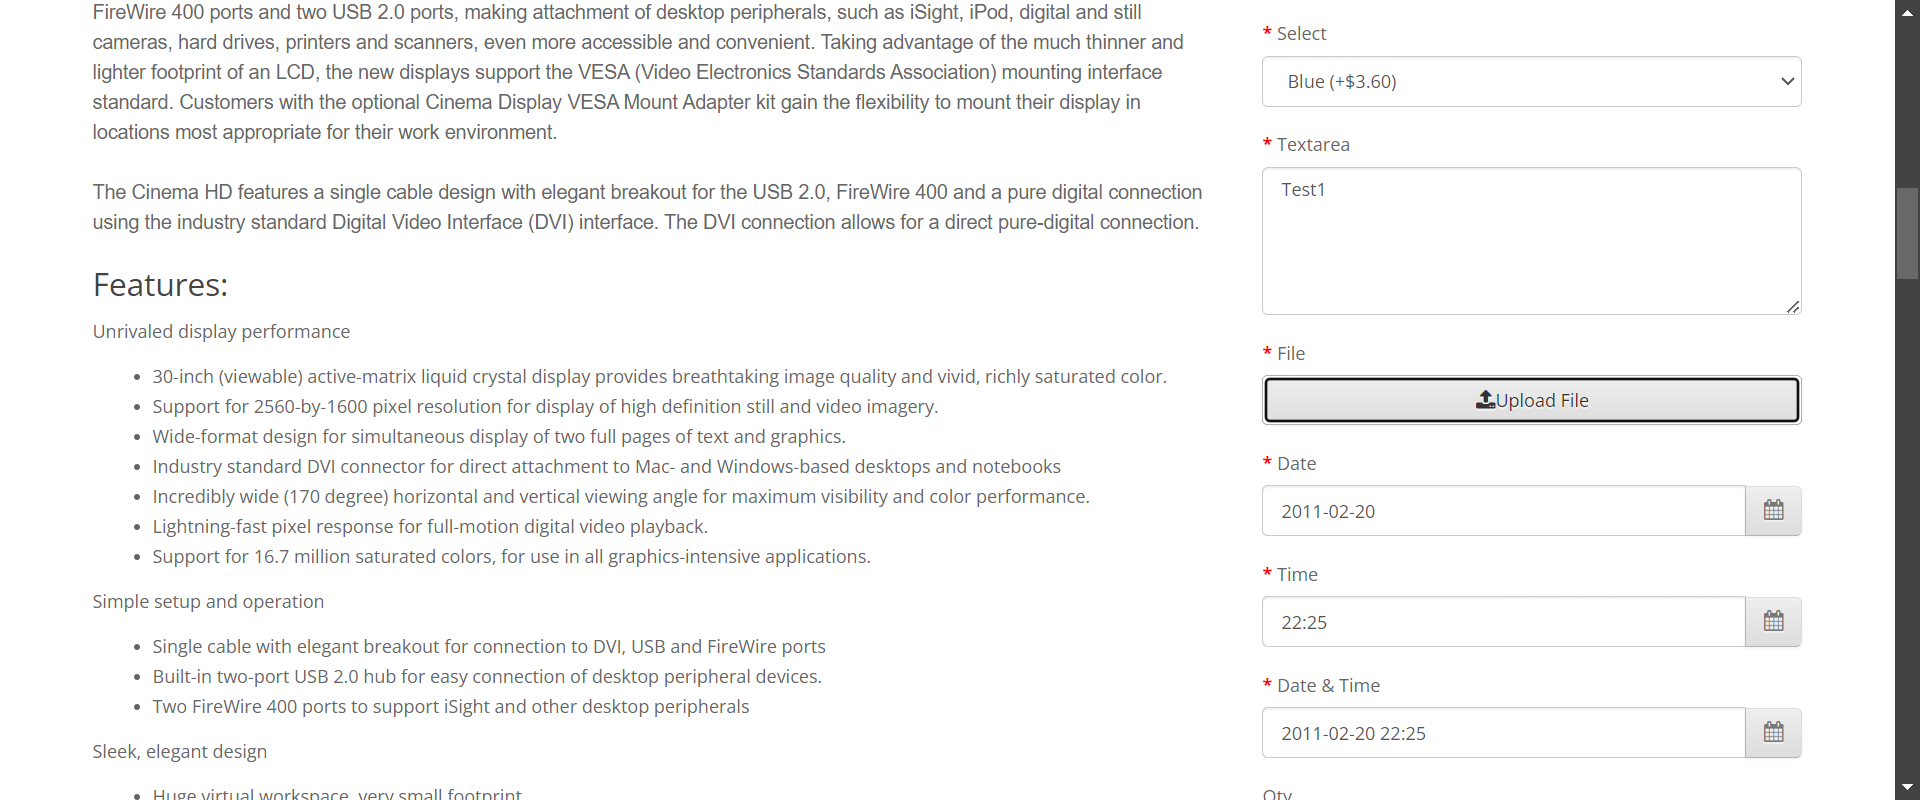 FireWire 400 ports and two USB 2.0 ports, making attachment of desktop peripherals, such as iSight, iPod, digital and still
cameras, hard drives, printers and scanners, even more accessible and convenient. Taking advantage of the much thinner and
lighter footprint of an LCD, the new displays support the VESA (Video Electronics Standards Association) mounting interface
standard. Customers with the optional Cinema Display VESA Mount Adapter kit gain the flexibility to mount their display in
locations most appropriate for their work environment.
The Cinema HD features a single cable design with elegant breakout for the USB 2.0, FireWire 400 and a pure digital connection
using the industry standard Digital Video Interface (DVI) interface. The DVI connection allows for a direct pure-digital connection.
Features:
Unrivaled display performance
• 30-inch (viewable) active-matrix liquid crystal display provides breathtaking image quality and vivid, richly saturated color.
• Support for 2560-by-1600 pixel resolution for display of high definition still and video imagery.
• Wide-format design for simultaneous display of two full pages of text and graphics.
• Industry standard DVI connector for direct attachment to Mac- and Windows-based desktops and notebooks
• Incredibly wide (170 degree) horizontal and vertical viewing angle for maximum visibility and color performance.
• Lightning-fast pixel response for full-motion digital video playback.
• Support for 16.7 million saturated colors, for use in all graphics-intensive applications.
Simple setup and operation
• Single cable with elegant breakout for connection to DVI, USB and FireWire ports
• Built-in two-port USB 2.0 hub for easy connection of desktop peripheral devices.
• Two FireWire 400 ports to support iSight and other desktop peripherals
Sleek, elegant design
• Huge virtual workspace, very small footprint.
* Select
Blue (+$3.60)
* Textarea
Test1
* File
Upload File
* Date
2011-02-20
* Time
22:25
* Date & Time
2011-02-20 22:25
Qty